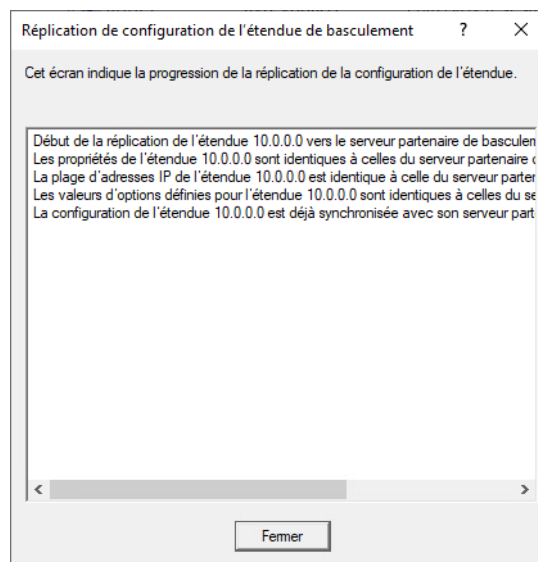 Réplication de configuration de l'étendue de basculement ? ×
Cet écran indique la progression de la réplication de la configuration de l'étendue.
Début de la réplication de l'étendue 10.0.0.0 vers le serveur partenaire de
Les propriétés de l'étendue 10.0.0.0 sont identiques à celles du serveur partenaire
La plage d'adresses IP de l'étendue 10.0.0.0 est identique à celle du serveur
Les valeurs d'options définies pour l'étendue 10.0.0.0 sont identiques à celles du
La configuration de l'étendue 10.0.0.0 est déjà synchronisée avec son serveur
Fermer